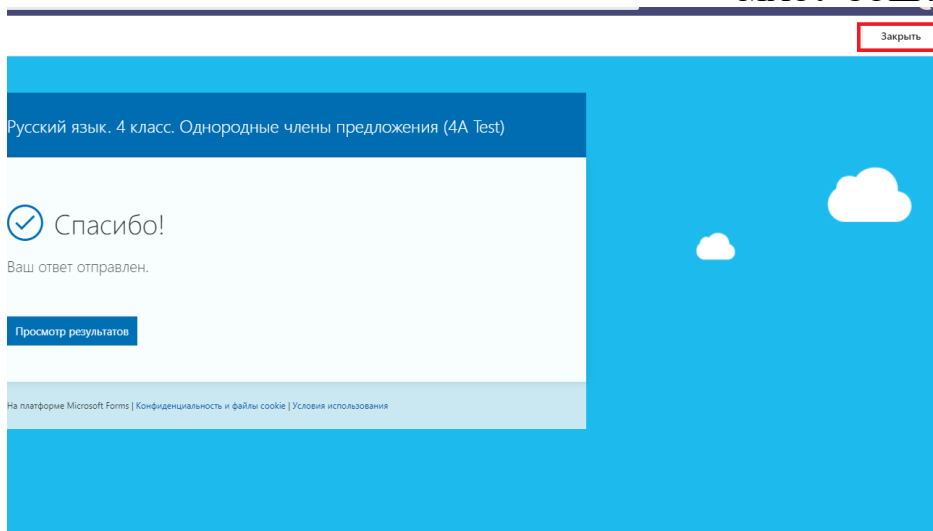 Закрыть
Русский язык. 4 класс. Однородные члены предложения (4A Test)
Спасибо!
Ваш ответ отправлен.
Просмотр результатов
На платформе Microsoft Forms | Конфиденциальность и файлы cookie | Условия использования